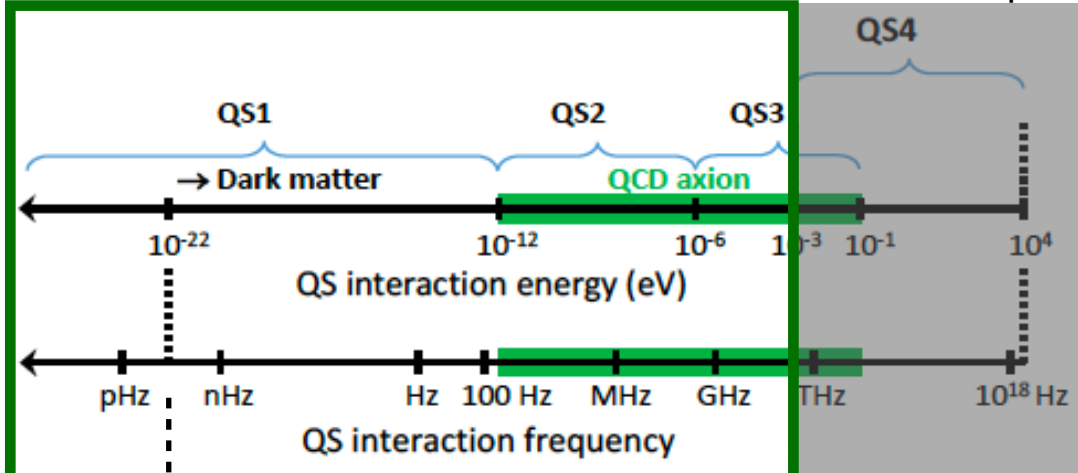 QS4
QS1 QS2 QS3
→ Dark matter QCD axion
10⁻²² 10⁻¹² 10⁻⁶ 10⁻³ 10⁻¹ 10⁴
QS interaction energy (eV)
pHz nHz Hz 100 Hz MHz GHz THz 10¹⁸ Hz
QS interaction frequency